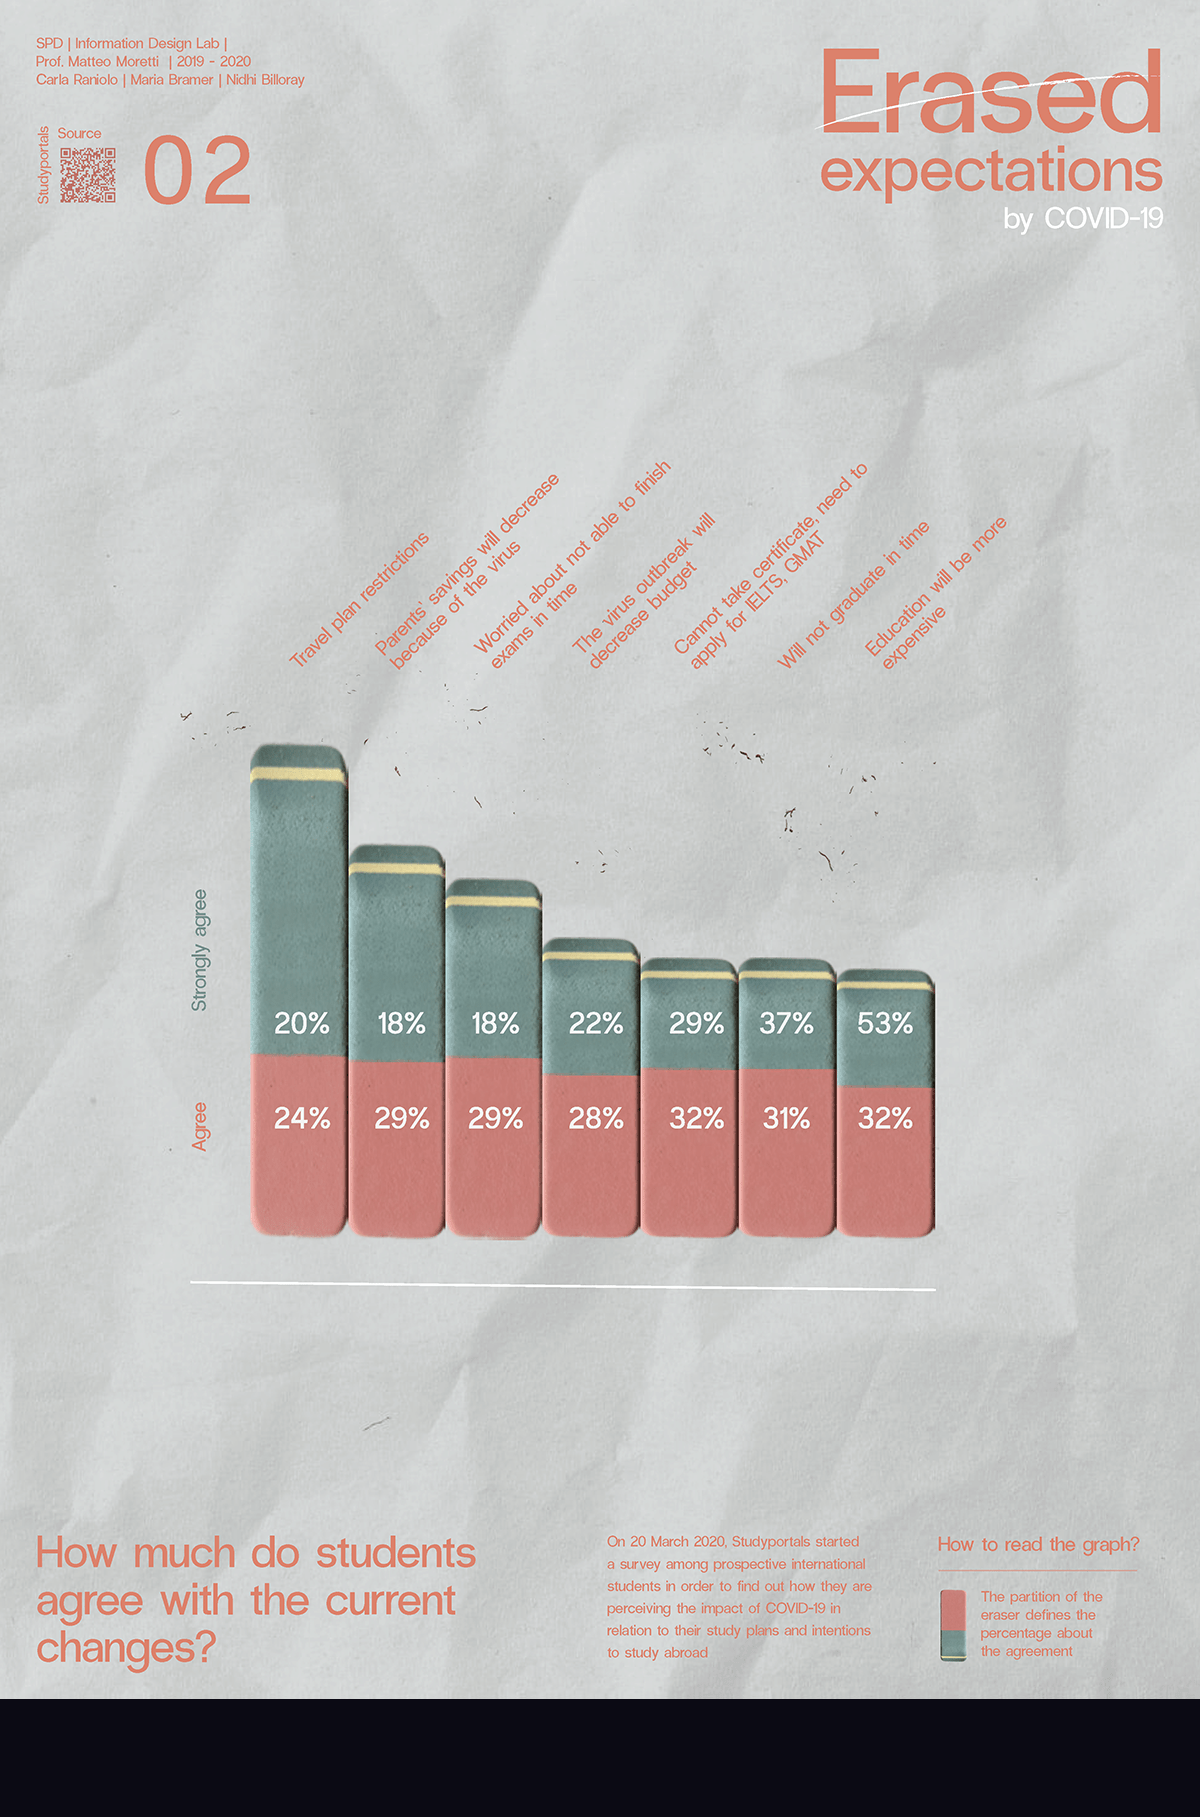 SPD | Information Design Lab |
Prof. Matteo Moretti | 2019 - 2020
Carla Raniolo | Maria Bramer | Nidhi Billoray
Studyportals
Source
02
Erased
expectations
by COVID-19
Travel plan restrictions
Parents' savings will decrease
because of the virus
Worried about not able to finish
exams in time
The virus outbreak will
decrease budget
Cannot take certificate, need to
apply for IELTS, GMAT
Will not graduate in time
Education will be more
expensive
Strongly agree
20% 18% 18% 22% 29% 37% 53%
Agree
24% 29% 29% 28% 32% 31% 32%
How much do students
agree with the current
changes?
On 20 March 2020, Studyportals started
a survey among prospective international
students in order to find out how they are
perceiving the impact of COVID-19 in
relation to their study plans and intentions
to study abroad
How to read the graph?
The partition of the
eraser defines the
percentage about
the agreement